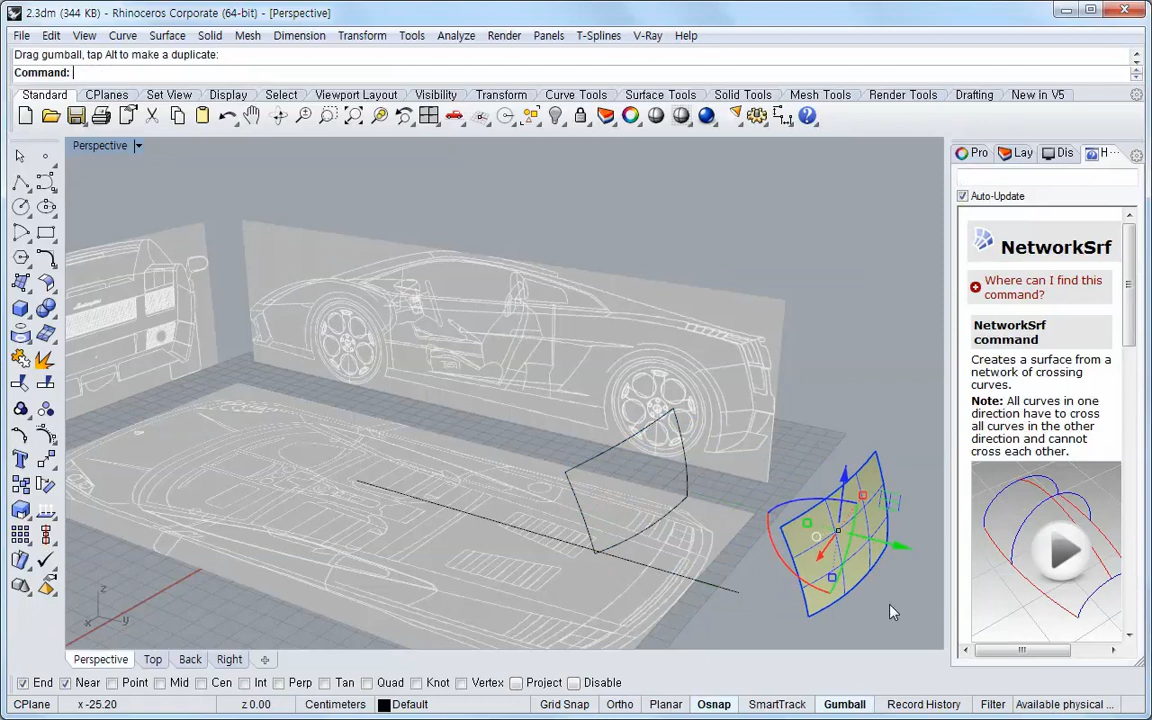 2.3dm (344 KB) - Rhinoceros Corporate (64-bit) - [Perspective]
File Edit View Curve Surface Solid Mesh Dimension Transform Tools Analyze Render Panels T-Splines V-Ray Help
Drag gumball, tap Alt to make a duplicate:
Command:
Standard CPlanes Set View Display Select Viewport Layout Visibility Transform Curve Tools Surface Tools Solid Tools Mesh Tools Render Tools Drafting New in V5
Perspective
Pro Lay Dis H···
Auto-Update
NetworkSrf
Where can I find this
command?
NetworkSrf
command
Creates a surface from a
network of crossing
curves.
Note: All curves in one
direction have to cross
all curves in the other
direction and cannot
cross each other.
z
x y
Perspective Top Back Right
End Near Point Mid Cen Int Perp Tan Quad Knot Vertex Project Disable
CPlane x -25.20 z 0.00 Centimeters Default Grid Snap Ortho Planar Osnap SmartTrack Gumball Record History Filter Available physical ...